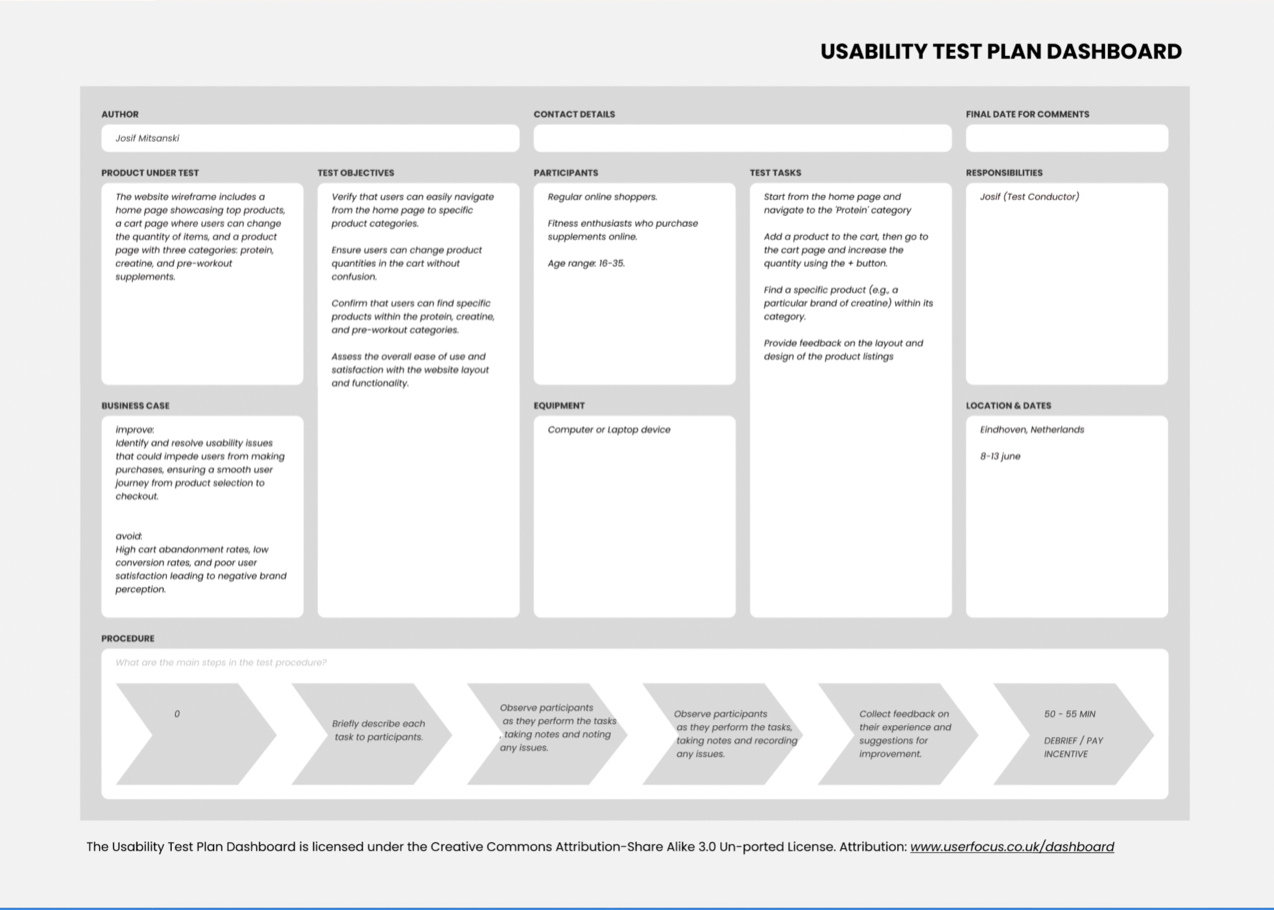 USABILITY TEST PLAN DASHBOARD
AUTHOR
Josif Mitsanski
CONTACT DETAILS
FINAL DATE FOR COMMENTS
PRODUCT UNDER TEST
The website wireframe includes a
home page showcasing top products,
a cart page where users can change
the quantity of items, and a product
page with three categories: protein,
creatine, and pre-workout
supplements.
TEST OBJECTIVES
Verify that users can easily navigate
from the home page to specific
product categories.
Ensure users can change product
quantities in the cart without
confusion.
Confirm that users can find specific
products within the protein, creatine,
and pre-workout categories.
Assess the overall ease of use and
satisfaction with the website layout
and functionality.
PARTICIPANTS
Regular online shoppers.
Fitness enthusiasts who purchase
supplements online.
Age range: 16-35.
TEST TASKS
Start from the home page and
navigate to the 'Protein' category
Add a product to the cart, then go to
the cart page and increase the
quantity using the + button.
Find a specific product (e.g., a
particular brand of creatine) within its
category.
Provide feedback on the layout and
design of the product listings
RESPONSIBILITIES
Josif (Test Conductor)
BUSINESS CASE
Improve:
Identify and resolve usability issues
that could impede users from making
purchases, ensuring a smooth user
journey from product selection to
checkout.
avoid:
High cart abandonment rates, low
conversion rates, and poor user
satisfaction leading to negative brand
perception.
EQUIPMENT
Computer or Laptop device
LOCATION & DATES
Eindhoven, Netherlands
8-13 june
PROCEDURE
What are the main steps in the test procedure?
0
Briefly describe each
task to participants.
Observe participants
as they perform the tasks
, taking notes and noting
any issues.
Observe participants
as they perform the tasks,
taking notes and recording
any issues.
Collect feedback on
their experience and
suggestions for
improvement.
50 - 55 MIN
DEBRIEF / PAY
INCENTIVE
The Usability Test Plan Dashboard is licensed under the Creative Commons Attribution-Share Alike 3.0 Un-ported License. Attribution: www.userfocus.co.uk/dashboard